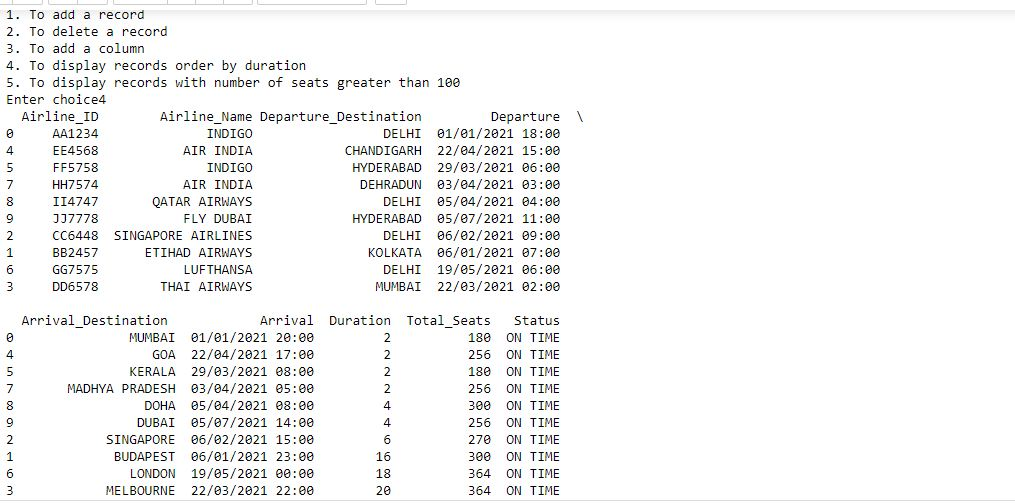 1. To add a record
2. To delete a record
3. To add a column
4. To display records order by duration
5. To display records with number of seats greater than 100
Enter choice4
  Airline_ID        Airline_Name Departure_Destination         Departure  \
0     AA1234              INDIGO                 DELHI  01/01/2021 18:00
4     EE4568           AIR INDIA            CHANDIGARH  22/04/2021 15:00
5     FF5758              INDIGO             HYDERABAD  29/03/2021 06:00
7     HH7574           AIR INDIA              DEHRADUN  03/04/2021 03:00
8     II4747       QATAR AIRWAYS                 DELHI  05/04/2021 04:00
9     JJ7778           FLY DUBAI             HYDERABAD  05/07/2021 11:00
2     CC6448  SINGAPORE AIRLINES                 DELHI  06/02/2021 09:00
1     BB2457      ETIHAD AIRWAYS               KOLKATA  06/01/2021 07:00
6     GG7575           LUFTHANSA                 DELHI  19/05/2021 06:00
3     DD6578        THAI AIRWAYS                MUMBAI  22/03/2021 02:00
  Arrival_Destination            Arrival  Duration  Total_Seats   Status
0              MUMBAI  01/01/2021 20:00         2          180  ON TIME
4                 GOA  22/04/2021 17:00         2          256  ON TIME
5              KERALA  29/03/2021 08:00         2          180  ON TIME
7      MADHYA PRADESH  03/04/2021 05:00         2          256  ON TIME
8                DOHA  05/04/2021 08:00         4          300  ON TIME
9               DUBAI  05/07/2021 14:00         4          256  ON TIME
2           SINGAPORE  06/02/2021 15:00         6          270  ON TIME
1            BUDAPEST  06/01/2021 23:00        16          300  ON TIME
6              LONDON  19/05/2021 00:00        18          364  ON TIME
3           MELBOURNE  22/03/2021 22:00        20          364  ON TIME